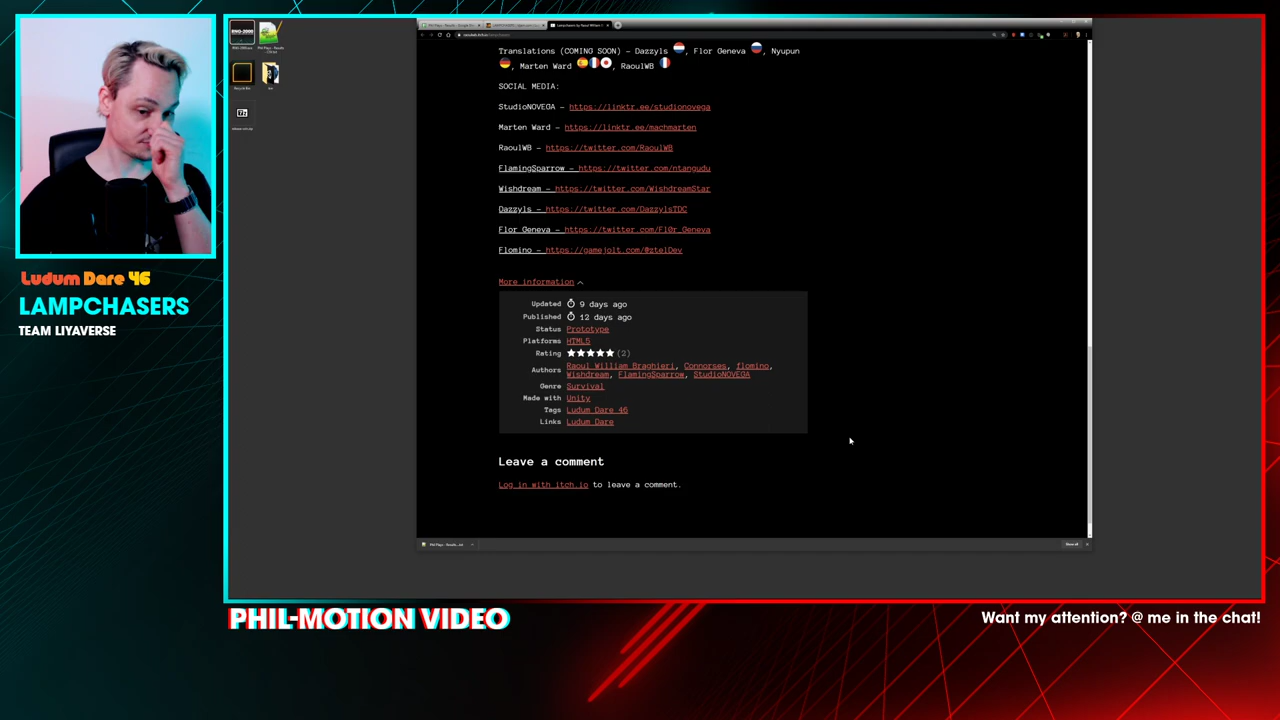 Translations (COMING SOON) – Dazzyls , Flor Geneva , Nyupun
, Marten Ward , RaoulWB
SOCIAL MEDIA:
StudioNOVEGA – https://linktr.ee/studionovega
Marten Ward – https://linktr.ee/machmarten
RaoulWB – https://twitter.com/RaoulWB
FlamingSparrow – https://twitter.com/ntangudu
Wishdream – https://twitter.com/WishdreamStar
Dazzyls – https://twitter.com/DazzylsTDC
Flor Geneva – https://twitter.com/Fl0r_Geneva
Flomino – https://gamejolt.com/@ztelDev
More information
Updated 9 days ago
Published 12 days ago
Status Prototype
Platforms HTML5
Rating (2)
Authors Raoul William Braghieri, Connorses, flomino,
Wishdream, FlamingSparrow, StudioNOVEGA
Genre Survival
Made with Unity
Tags Ludum Dare 46
Links Ludum Dare
Leave a comment
Log in with itch.io to leave a comment.
Show all
Ludum Dare 46
LAMPCHASERS
TEAM LIYAVERSE
PHIL-MOTION VIDEO
Want my attention? @ me in the chat!